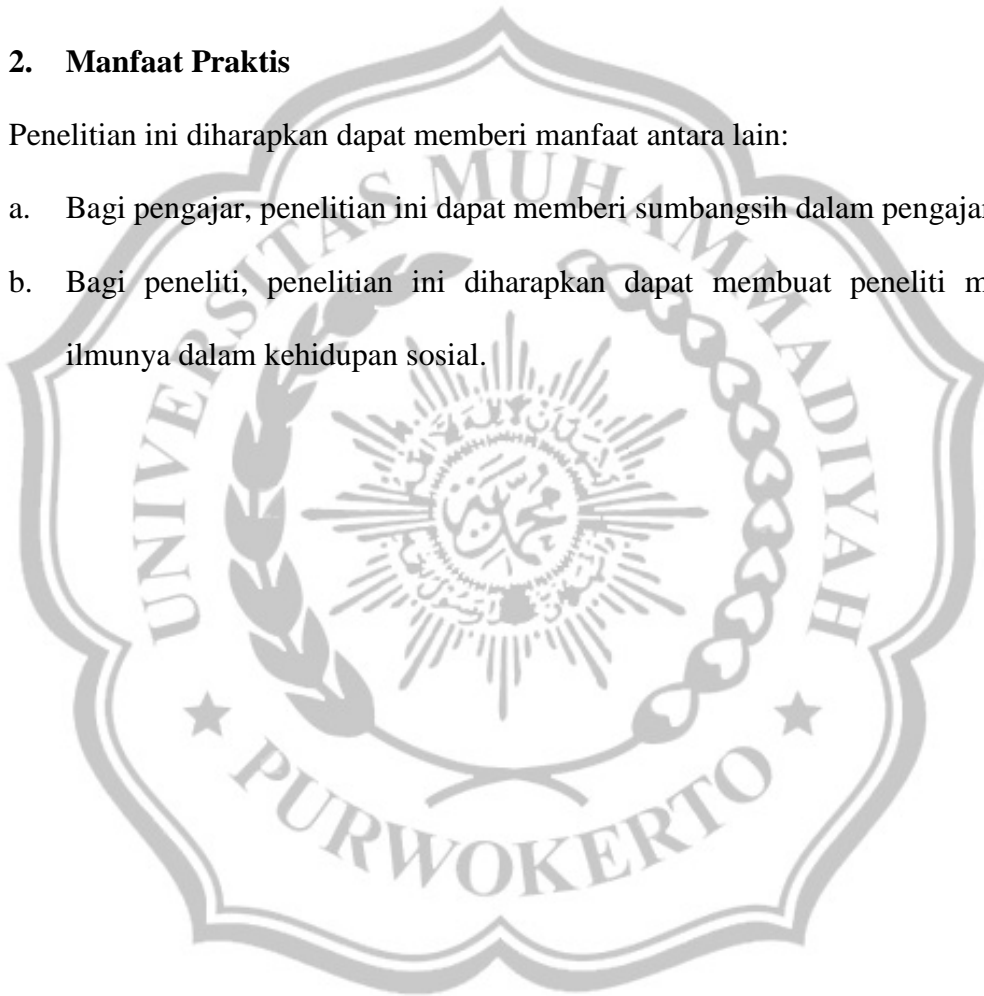 2. Manfaat Praktis
Penelitian ini diharapkan dapat memberi manfaat antara lain:
a. Bagi pengajar, penelitian ini dapat memberi sumbangsih dalam
b. Bagi peneliti, penelitian ini diharapkan dapat membuat peneliti
ilmunya dalam kehidupan sosial.
UNIVERSITAS MUHAMMADIYAH
PURWOKERTO